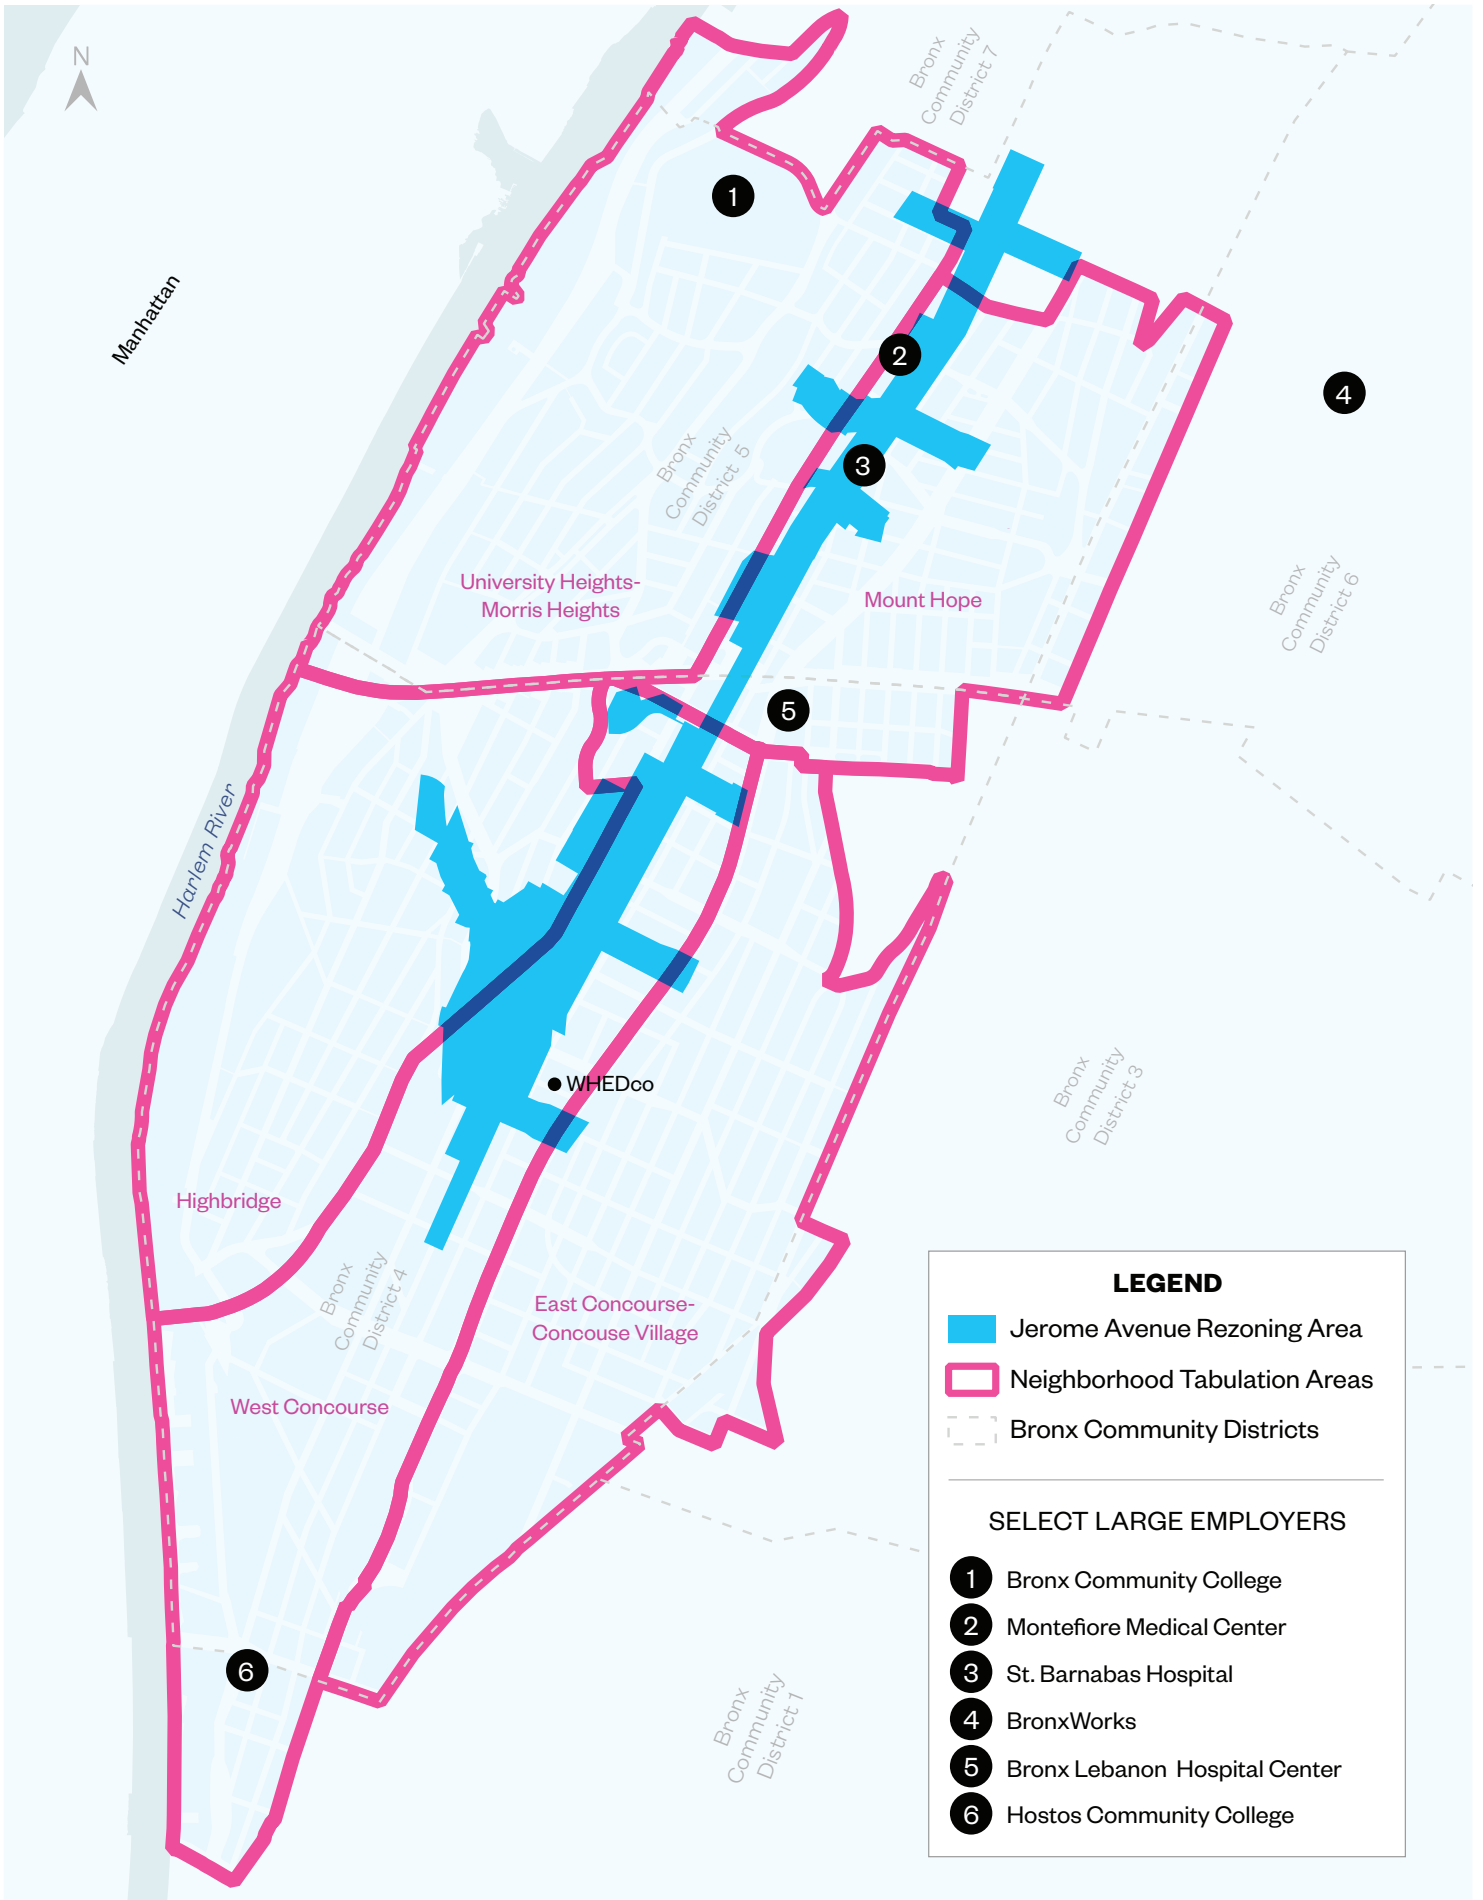 N
Bronx
Community
District 7
1
Manhattan
2
4
Bronx
Community
District 5
3
University Heights-
Morris Heights
Mount Hope
Bronx
Community
District 6
5
Harlem River
WHEDco
Bronx
Community
District 3
Highbridge
Bronx
Community
District 4
East Concourse-
Concouse Village
West Concourse
6
Bronx
Community
District 1
LEGEND
Jerome Avenue Rezoning Area
Neighborhood Tabulation Areas
Bronx Community Districts
SELECT LARGE EMPLOYERS
1 Bronx Community College
2 Montefiore Medical Center
3 St. Barnabas Hospital
4 BronxWorks
5 Bronx Lebanon Hospital Center
6 Hostos Community College